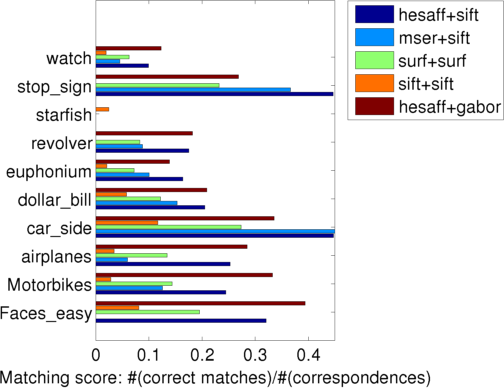 hesaff+sift
mser+sift
surf+surf
sift+sift
hesaff+gabor
watch
stop_sign
starfish
revolver
euphonium
dollar_bill
car_side
airplanes
Motorbikes
Faces_easy
0 0.1 0.2 0.3 0.4
Matching score: #(correct matches)/#(correspondences)